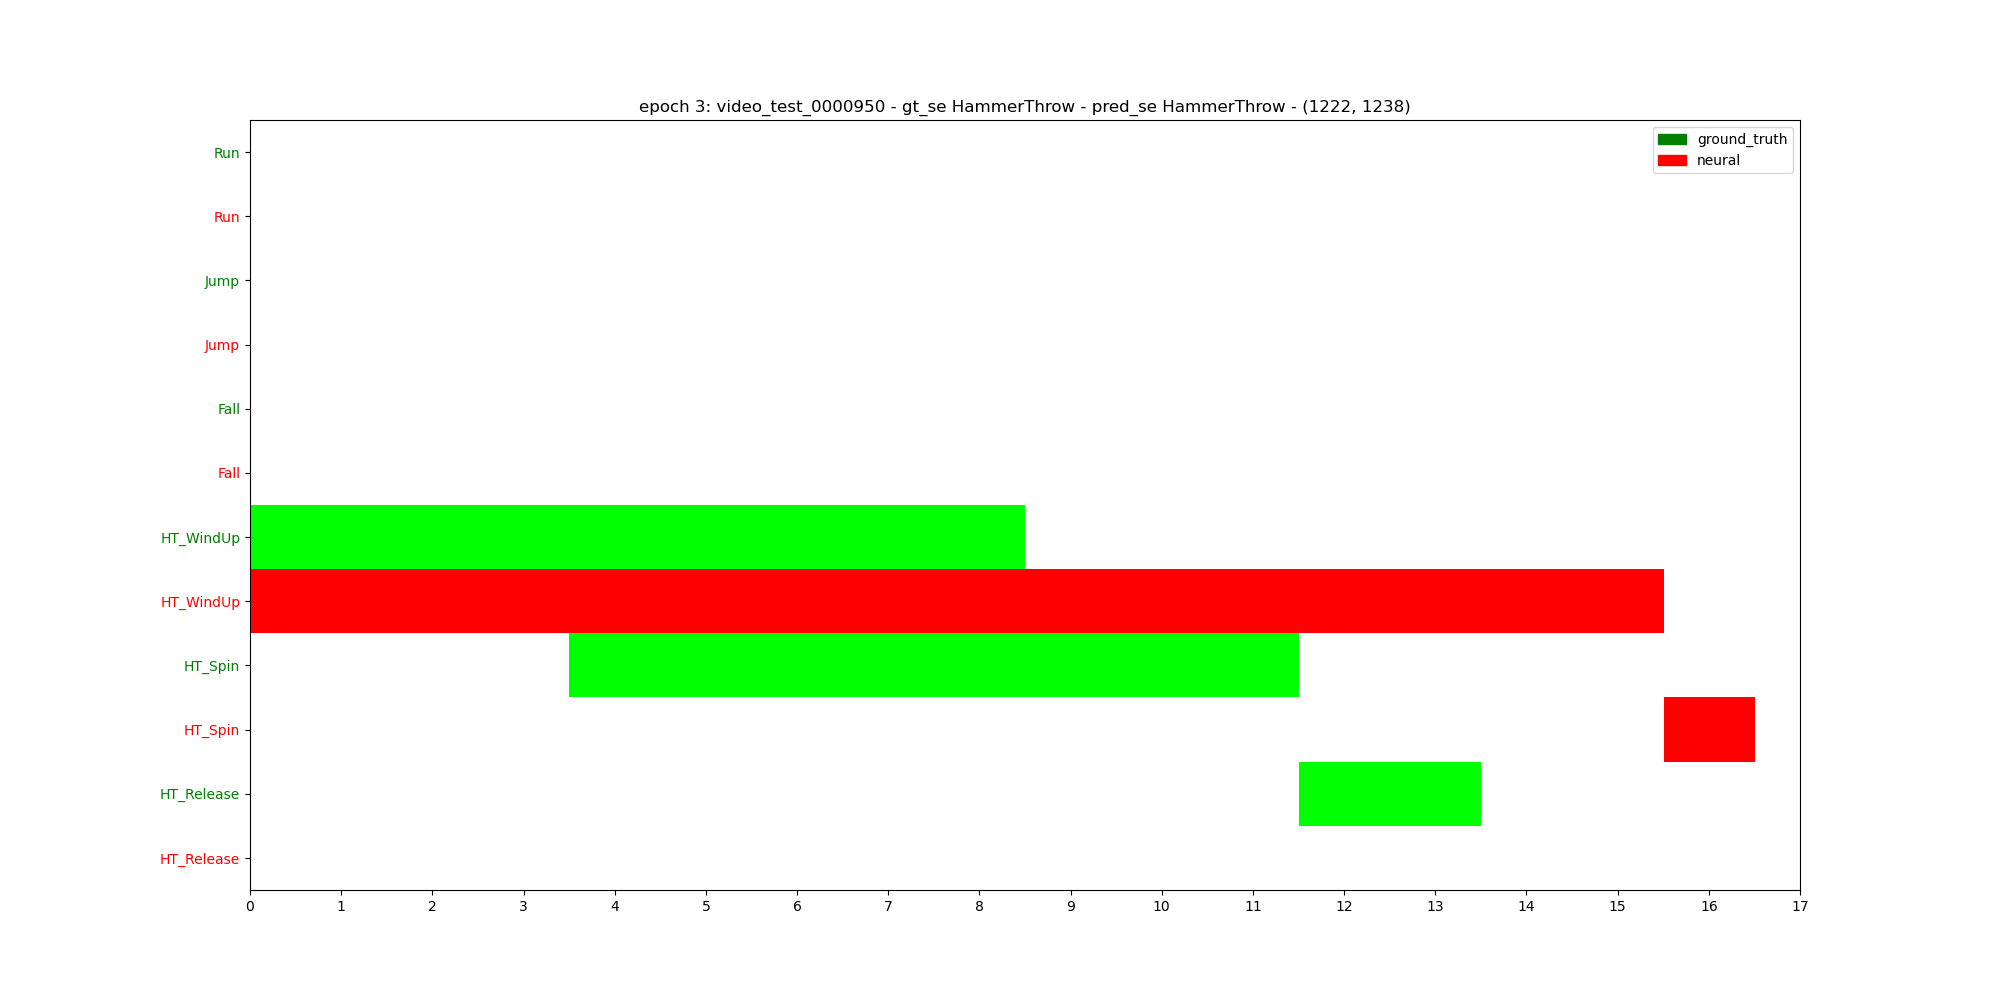 epoch 3: video_test_0000950 - gt_se HammerThrow - pred_se HammerThrow - (1222, 1238)
ground_truth
neural
Run
Run
Jump
Jump
Fall
Fall
HT_WindUp
HT_WindUp
HT_Spin
HT_Spin
HT_Release
HT_Release
0 1 2 3 4 5 6 7 8 9 10 11 12 13 14 15 16 17